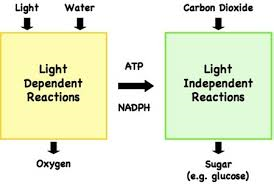 Light Water Carbon Dioxide
Light
Dependent
Reactions
ATP
NADPH
Light
Independent
Reactions
Oxygen
Sugar
(e.g. glucose)